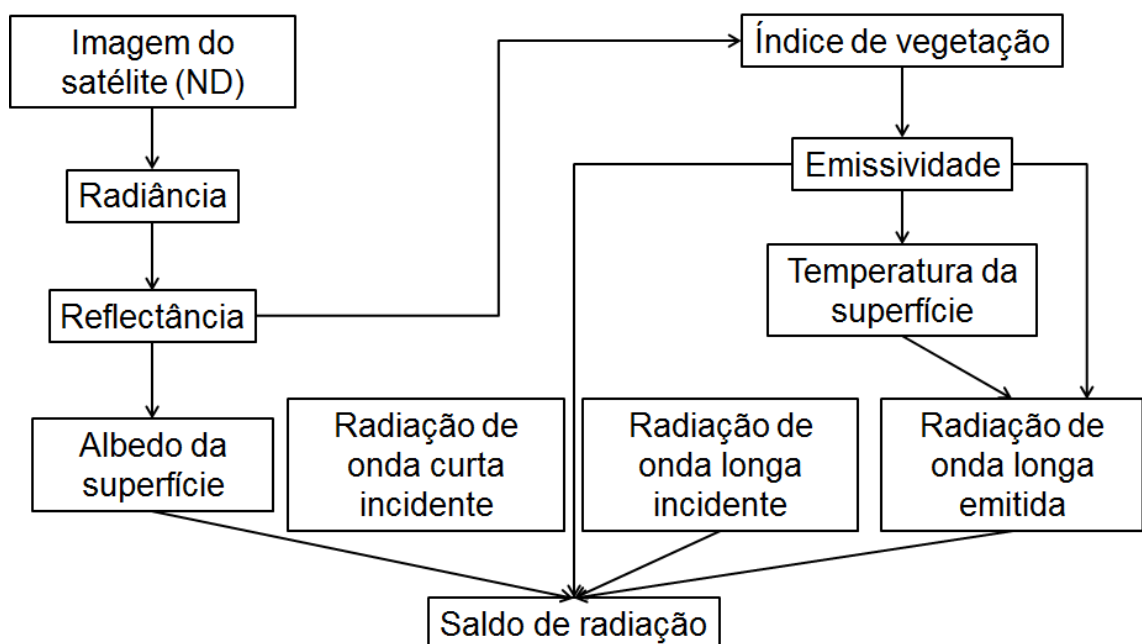 Imagem do
satélite (ND)
Índice de vegetação
Radiância
Emissividade
Reflectância
Temperatura da
superfície
Albedo da
superfície
Radiação de
onda curta
incidente
Radiação de
onda longa
incidente
Radiação de
onda longa
emitida
Saldo de radiação